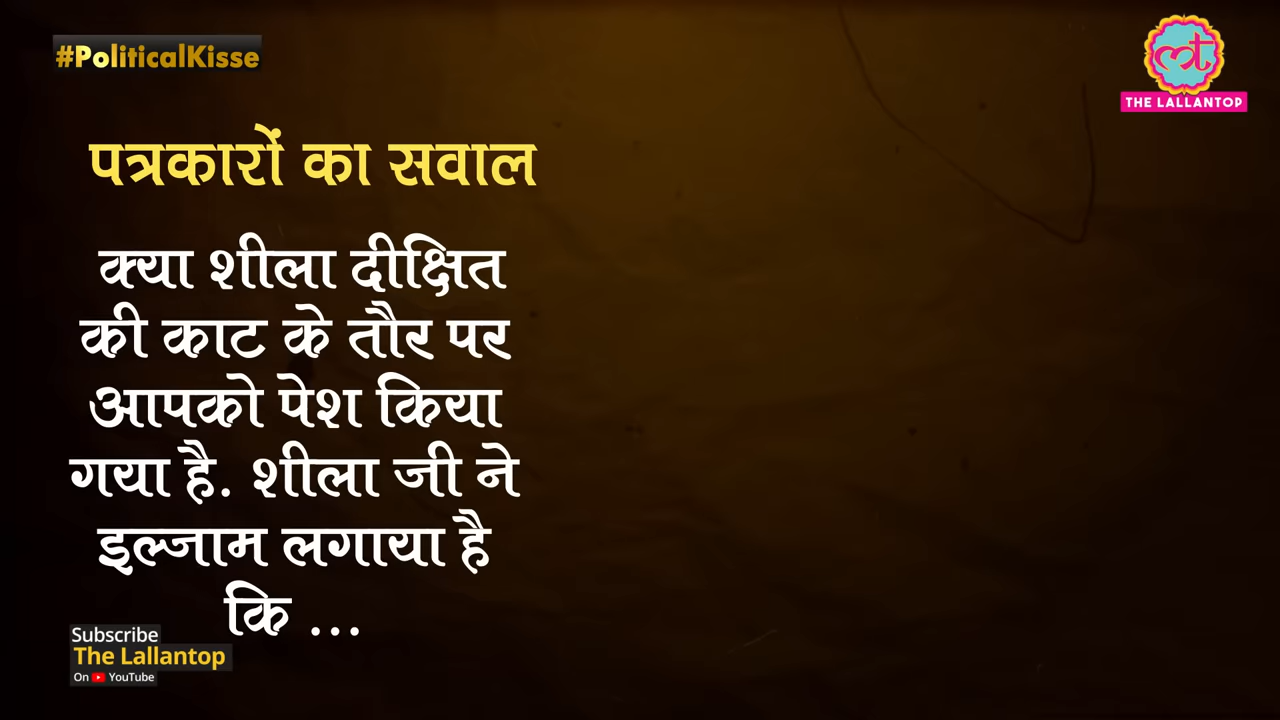 #PoliticalKisse
THE LALLANTOP
पत्रकारों का सवाल
क्या शीला दीक्षित
की काट के तौर पर
आपको पेश किया
गया है. शीला जी ने
इल्जाम लगाया है
कि ...
Subscribe
The Lallantop
On YouTube